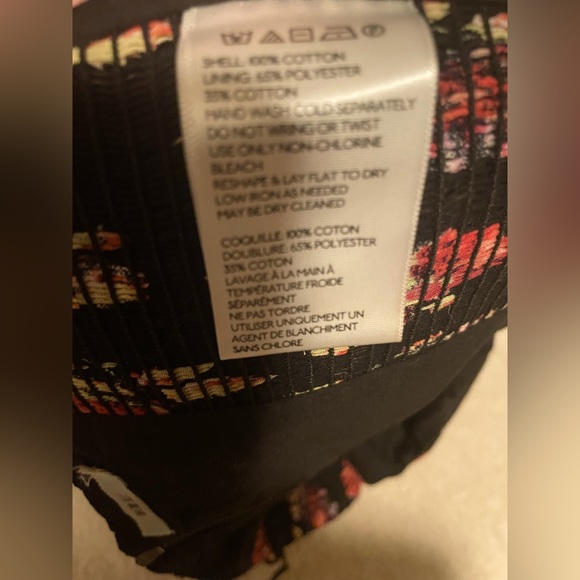 SHELL: 100% COTTON
LINING: 65% POLYESTER
35% COTTON
HAND WASH COLD SEPARATELY
DO NOT WRING OR TWIST
USE ONLY NON-CHLORINE
BLEACH
RESHAPE & LAY FLAT TO DRY
LOW IRON AS NEEDED
MAY BE DRY CLEANED
COQUILLE: 100% COTON
DOUBLURE: 65% POLYESTER
35% COTON
LAVAGE À LA MAIN À
TEMPÉRATURE FROIDE
SÉPARÉMENT
NE PAS TORDRE
UTILISER UNIQUEMENT UN
AGENT DE BLANCHIMENT
SANS CHLORE